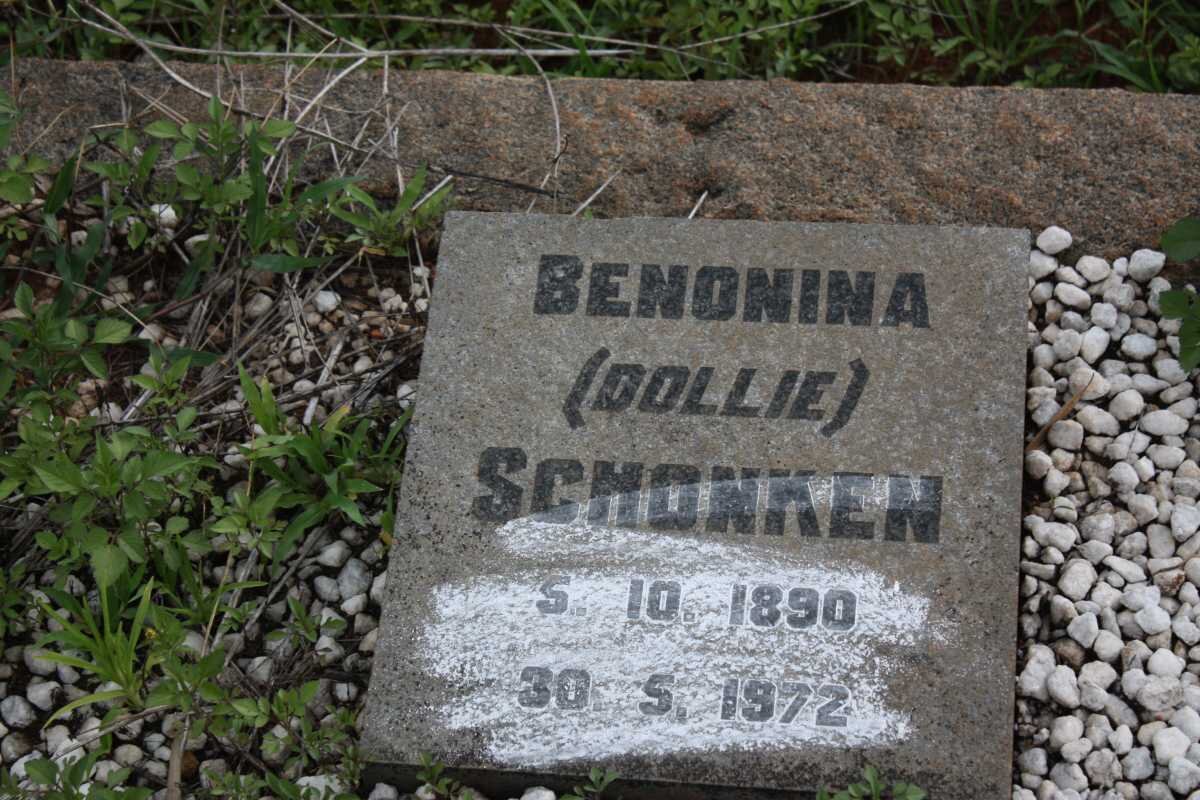 BENONINA
(DOLLIE)
SCHONKEN
5. 10. 1890
30. 5. 1972